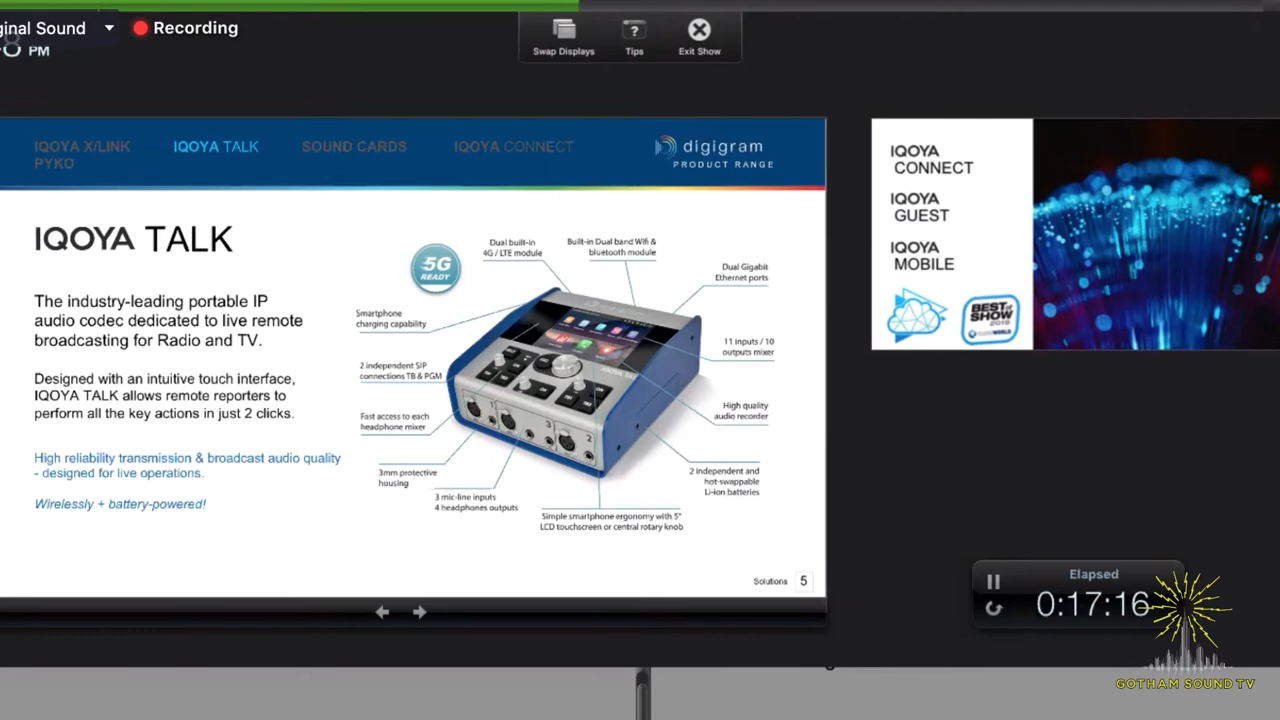 ginal Sound
Recording
8 PM
Swap Displays
Tips
Exit Show
IQOYA X/LINK
PYKO
IQOYA TALK
SOUND CARDS
IQOYA CONNECT
digigram
PRODUCT RANGE
IQOYA TALK
The industry-leading portable IP
audio codec dedicated to live remote
broadcasting for Radio and TV.
Designed with an intuitive touch interface,
IQOYA TALK allows remote reporters to
perform all the key actions in just 2 clicks.
High reliability transmission & broadcast audio quality
- designed for live operations.
Wirelessly + battery-powered!
5G
READY
Dual built-in
4G / LTE module
Built-in Dual band Wifi &
bluetooth module
Dual Gigabit
Ethernet ports
Smartphone
charging capability
11 inputs / 10
outputs mixer
2 independent SIP
connections TB & PGM
High quality
audio recorder
Fast access to each
headphone mixer
3mm protective
housing
2 independent and
hot-swappable
Li-ion batteries
3 mic-line inputs
4 headphones outputs
Simple smartphone ergonomy with 5"
LCD touchscreen or central rotary knob
1
3
2
Solutions 5
IQOYA
CONNECT
IQOYA
GUEST
IQOYA
MOBILE
BEST of
SHOW
Elapsed
0:17:16
GOTHAM SOUND TV